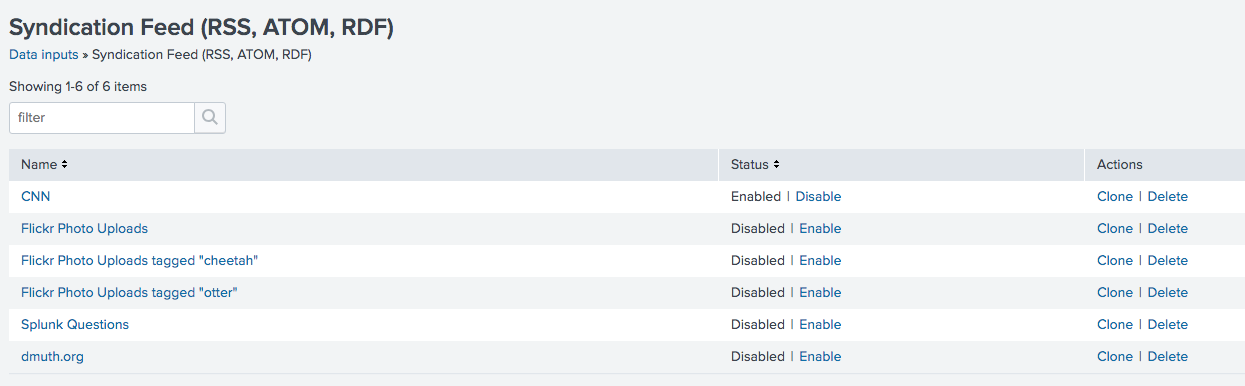 Syndication Feed (RSS, ATOM, RDF)
Data inputs » Syndication Feed (RSS, ATOM, RDF)
Showing 1-6 of 6 items
filter
Name Status Actions
CNN Enabled | Disable Clone | Delete
Flickr Photo Uploads Disabled | Enable Clone | Delete
Flickr Photo Uploads tagged "cheetah" Disabled | Enable Clone | Delete
Flickr Photo Uploads tagged "otter" Disabled | Enable Clone | Delete
Splunk Questions Disabled | Enable Clone | Delete
dmuth.org Disabled | Enable Clone | Delete